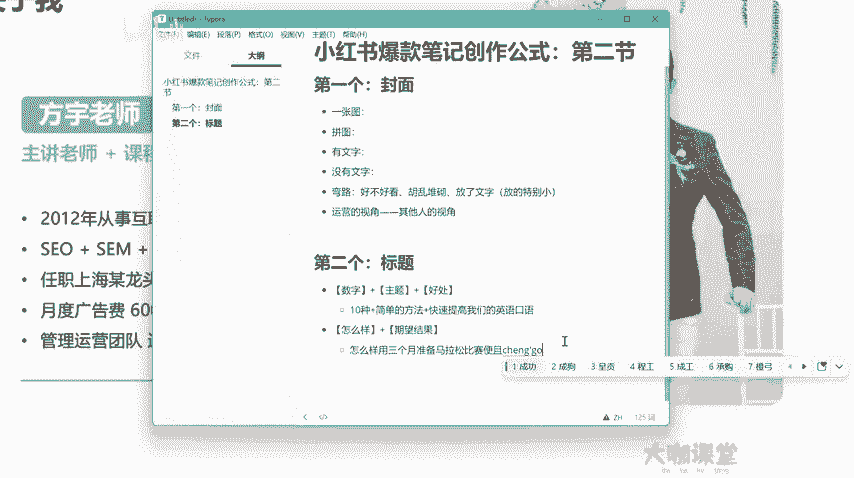 关于我
Untitled - Typora
文件(F) 编辑(E) 段落(P) 格式(O) 视图(V) 主题(T) 帮助(H)
文件 大纲
小红书爆款笔记创作公式：第二节
第一个：封面
第二个：标题
小红书爆款笔记创作公式：第二节
第一个：封面
一张图：
拼图：
有文字：
没有文字：
弯路：好不好看、胡乱堆砌、放了文字（放的特别小）
运营的视角——其他人的视角
第二个：标题
【数字】+【主题】+【好处】
10种+简单的方法+快速提高我们的英语口语
【怎么样】+【期望结果】
怎么样用三个月准备马拉松比赛便且cheng'go
1 成功 2 成狗 3 呈贡 4 程工 5 成工 6 承购 7 橙弓
ZH 125 词
方宇老师
主讲老师 + 课程
2012年从事互联
SEO + SEM +
任职上海某龙头
月度广告费 600
管理运营团队
大咖课堂